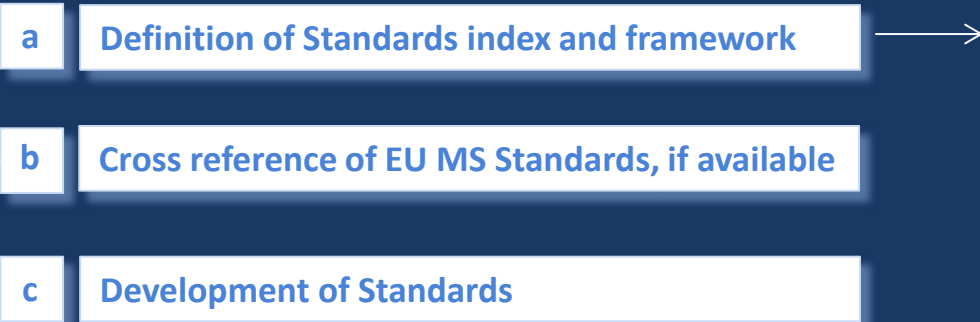 a Definition of Standards index and framework
b Cross reference of EU MS Standards, if available
c Development of Standards